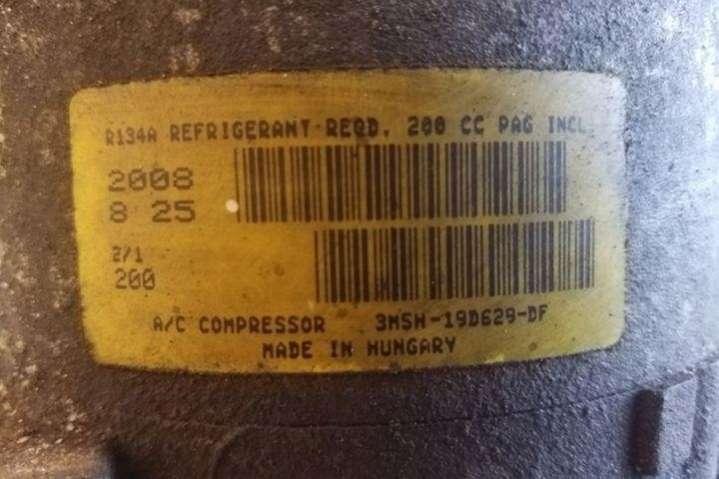 R134A REFRIGERANT REQD. 200 CC PAG INCL.
2008
8 25
2/1
200
A/C COMPRESSOR 3M5H-19D629-DF
MADE IN HUNGARY